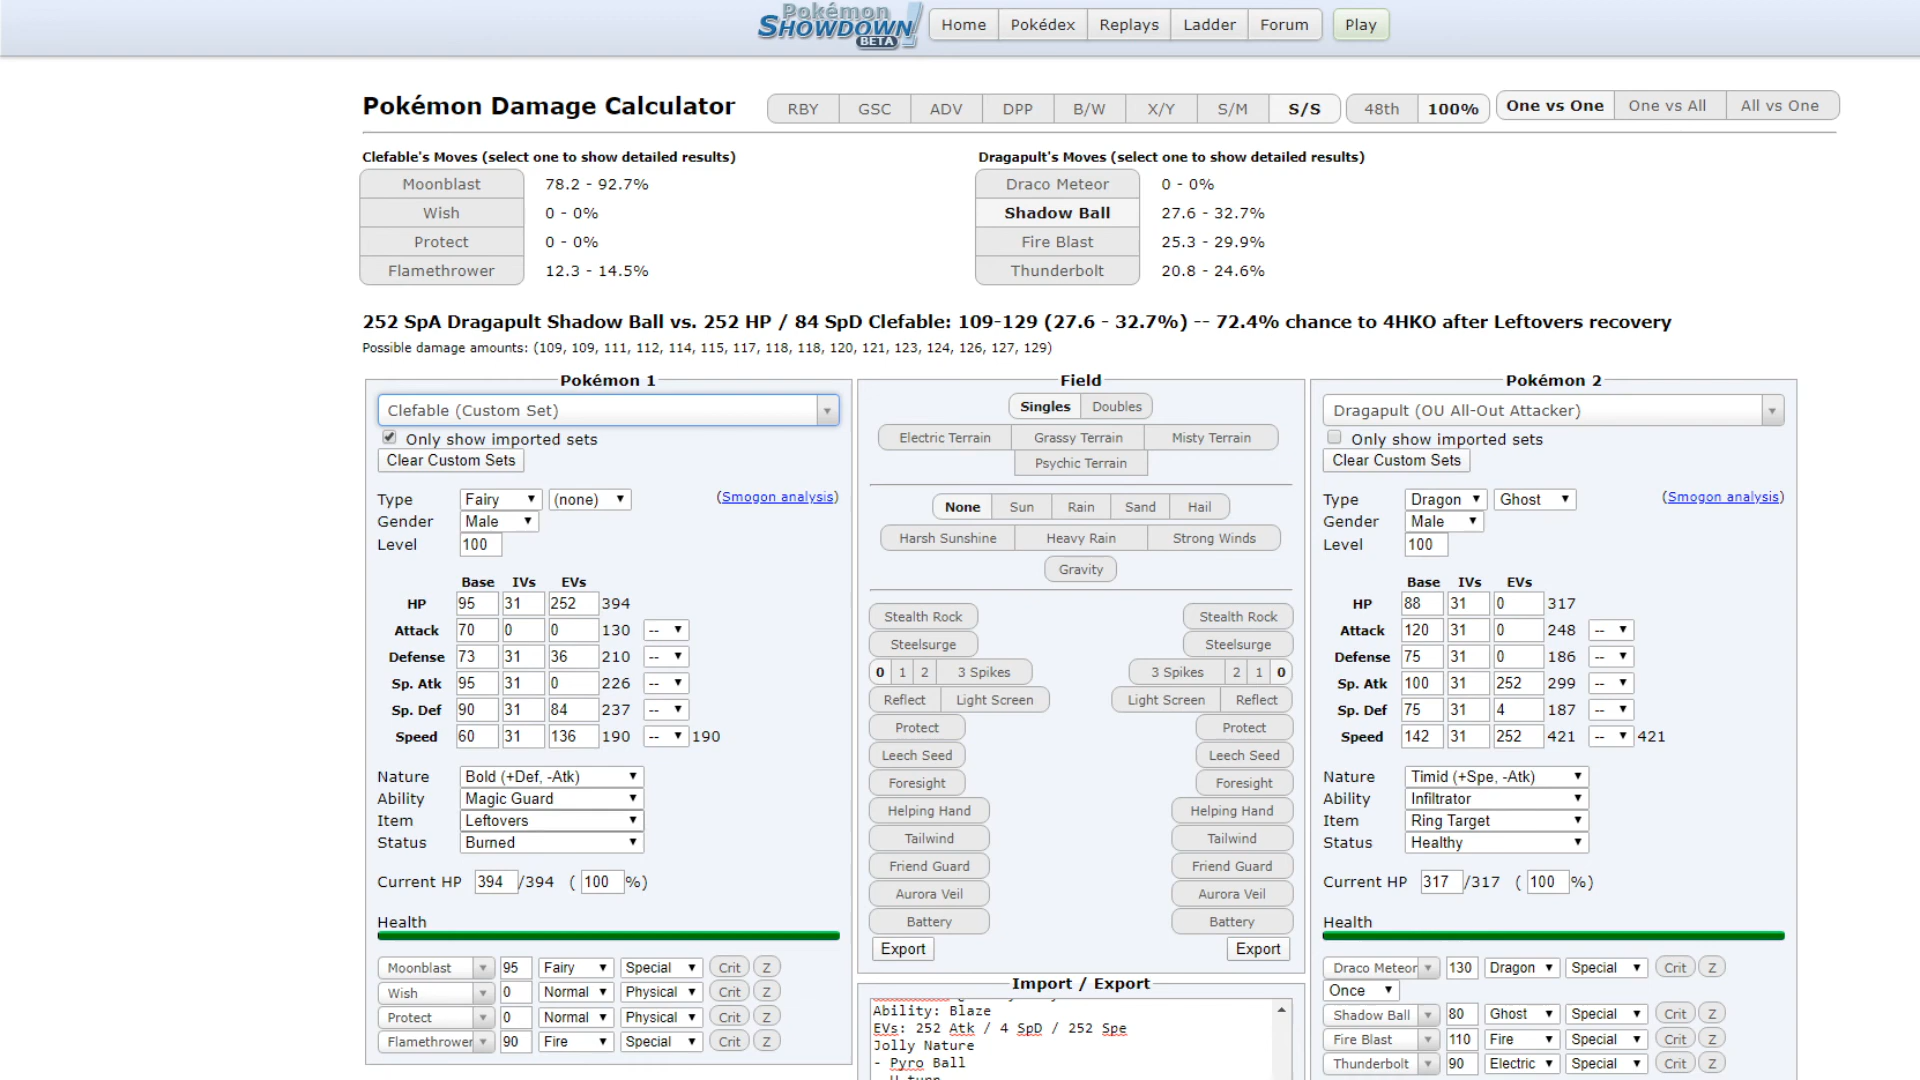 Pokémon SHOWDOWN! BETA
Home Pokédex Replays Ladder Forum Play
Pokémon Damage Calculator RBY GSC ADV DPP B/W X/Y S/M S/S 48th 100% One vs One One vs All All vs One
Clefable's Moves (select one to show detailed results)
Moonblast 78.2 - 92.7%
Wish 0 - 0%
Protect 0 - 0%
Flamethrower 12.3 - 14.5%
Dragapult's Moves (select one to show detailed results)
Draco Meteor 0 - 0%
Shadow Ball 27.6 - 32.7%
Fire Blast 25.3 - 29.9%
Thunderbolt 20.8 - 24.6%
252 SpA Dragapult Shadow Ball vs. 252 HP / 84 SpD Clefable: 109-129 (27.6 - 32.7%) -- 72.4% chance to 4HKO after Leftovers recovery
Possible damage amounts: (109, 109, 111, 112, 114, 115, 117, 118, 118, 120, 121, 123, 124, 126, 127, 129)
Pokémon 1
Clefable (Custom Set)
Only show imported sets
Clear Custom Sets
Type Fairy (none) (Smogon analysis)
Gender Male
Level 100
Base IVs EVs
HP 95 31 252 394
Attack 70 0 0 130 --
Defense 73 31 36 210 --
Sp. Atk 95 31 0 226 --
Sp. Def 90 31 84 237 --
Speed 60 31 136 190 -- 190
Nature Bold (+Def, -Atk)
Ability Magic Guard
Item Leftovers
Status Burned
Current HP 394 /394 ( 100 %)
Health
Moonblast 95 Fairy Special Crit Z
Wish 0 Normal Physical Crit Z
Protect 0 Normal Physical Crit Z
Flamethrower 90 Fire Special Crit Z
Field
Singles Doubles
Electric Terrain Grassy Terrain Misty Terrain
Psychic Terrain
None Sun Rain Sand Hail
Harsh Sunshine Heavy Rain Strong Winds
Gravity
Stealth Rock Stealth Rock
Steelsurge Steelsurge
0 1 2 3 Spikes 3 Spikes 2 1 0
Reflect Light Screen Light Screen Reflect
Protect Protect
Leech Seed Leech Seed
Foresight Foresight
Helping Hand Helping Hand
Tailwind Tailwind
Friend Guard Friend Guard
Aurora Veil Aurora Veil
Battery Battery
Export Export
Import / Export
Ability: Blaze
EVs: 252 Atk / 4 SpD / 252 Spe
Jolly Nature
- Pyro Ball
Pokémon 2
Dragapult (OU All-Out Attacker)
Only show imported sets
Clear Custom Sets
Type Dragon Ghost (Smogon analysis)
Gender Male
Level 100
Base IVs EVs
HP 88 31 0 317
Attack 120 31 0 248 --
Defense 75 31 0 186 --
Sp. Atk 100 31 252 299 --
Sp. Def 75 31 4 187 --
Speed 142 31 252 421 -- 421
Nature Timid (+Spe, -Atk)
Ability Infiltrator
Item Ring Target
Status Healthy
Current HP 317 /317 ( 100 %)
Health
Draco Meteor 130 Dragon Special Crit Z
Once
Shadow Ball 80 Ghost Special Crit Z
Fire Blast 110 Fire Special Crit Z
Thunderbolt 90 Electric Special Crit Z